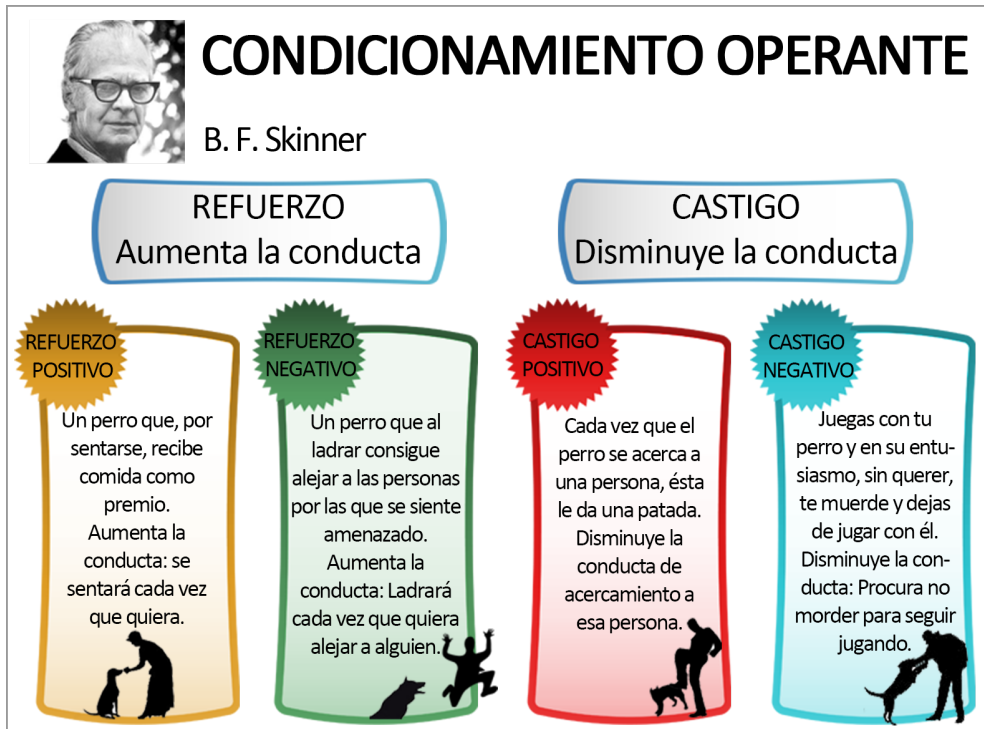 CONDICIONAMIENTO OPERANTE
B. F. Skinner
REFUERZO
Aumenta la conducta
CASTIGO
Disminuye la conducta
REFUERZO
POSITIVO
Un perro que, por
sentarse, recibe
comida como
premio.
Aumenta la
conducta: se
sentará cada vez
que quiera.
REFUERZO
NEGATIVO
Un perro que al
ladrar consigue
alejar a las personas
por las que se siente
amenazado.
Aumenta la
conducta: Ladrará
cada vez que quiera
alejar a alguien.
CASTIGO
POSITIVO
Cada vez que el
perro se acerca a
una persona, ésta
le da una patada.
Disminuye la
conducta de
acercamiento a
esa persona.
CASTIGO
NEGATIVO
Juegas con tu
perro y en su entu-
siasmo, sin querer,
te muerde y dejas
de jugar con él.
Disminuye la con-
ducta: Procura no
morder para seguir
jugando.